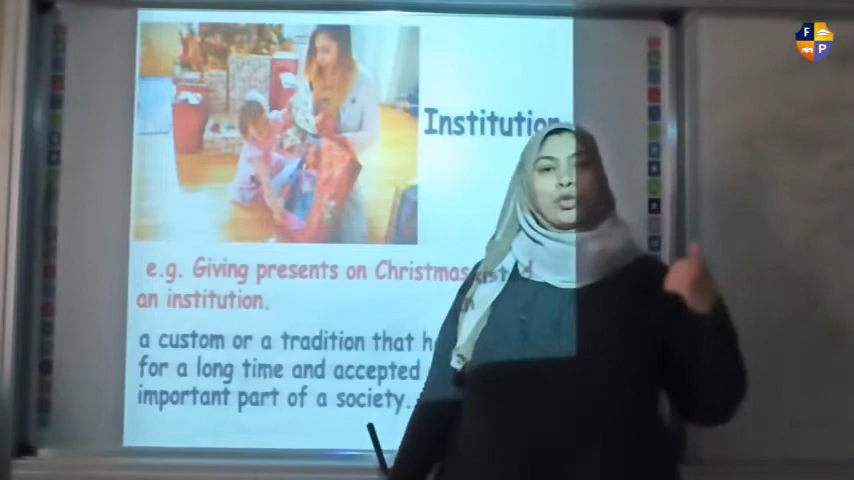 F P
Institution
e.g. Giving presents on Christmas
an institution.
a custom or a tradition that h
for a long time and accepted
important part of a society.